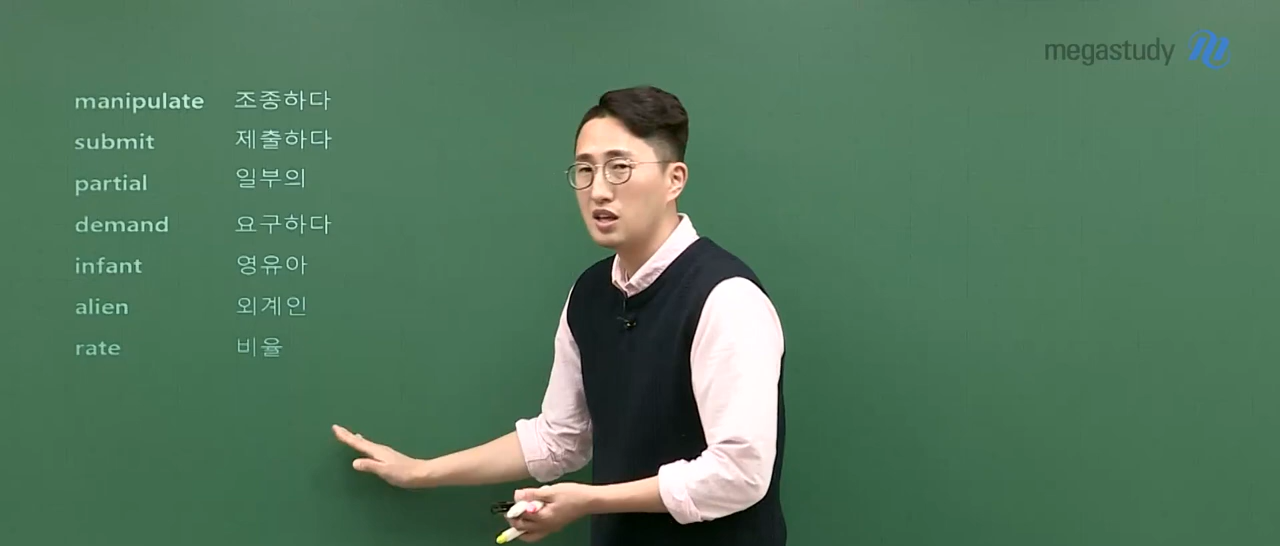 megastudy
manipulate 조종하다
submit 제출하다
partial 일부의
demand 요구하다
infant 영유아
alien 외계인
rate 비율